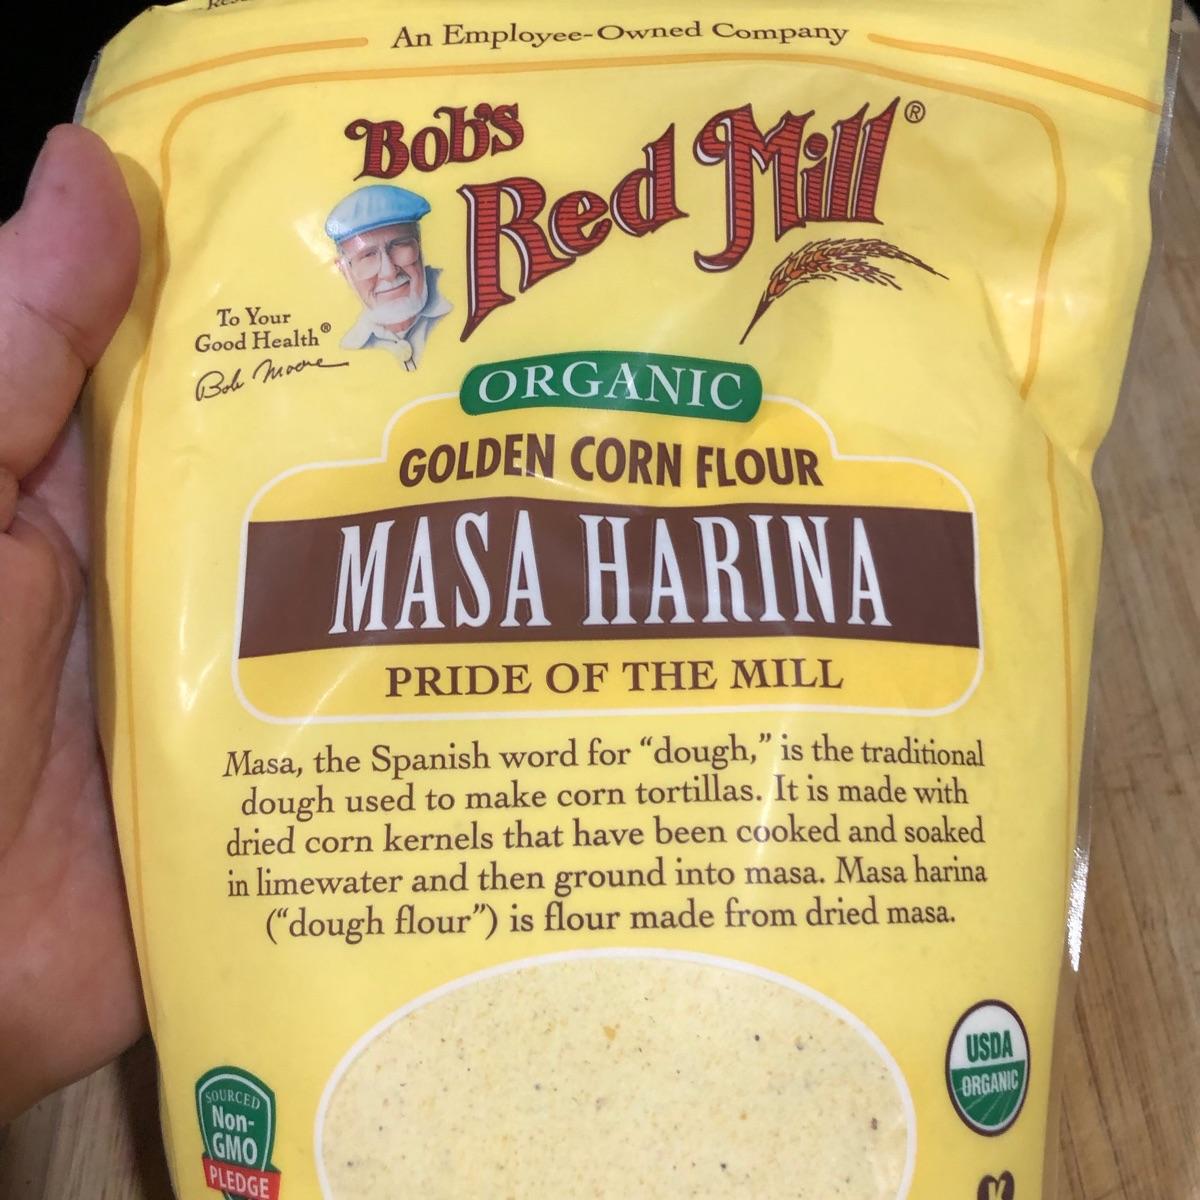 An Employee-Owned Company
Bob's
Red Mill®
To Your
Good Health®
Bob Moore
ORGANIC
GOLDEN CORN FLOUR
MASA HARINA
PRIDE OF THE MILL
Masa, the Spanish word for “dough,” is the traditional
dough used to make corn tortillas. It is made with
dried corn kernels that have been cooked and soaked
in limewater and then ground into masa. Masa harina
(“dough flour”) is flour made from dried masa.
USDA
ORGANIC
SOURCED
Non-
GMO
PLEDGE